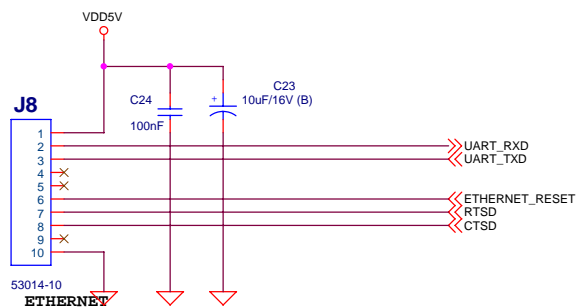 VDD5V
J8
C24
100nF
C23
+
10uF/16V (B)
1
2
3
4
5
6
7
8
9
10
UART_RXD
UART_TXD
ETHERNET_RESET
RTSD
CTSD
53014-10
ETHERNET